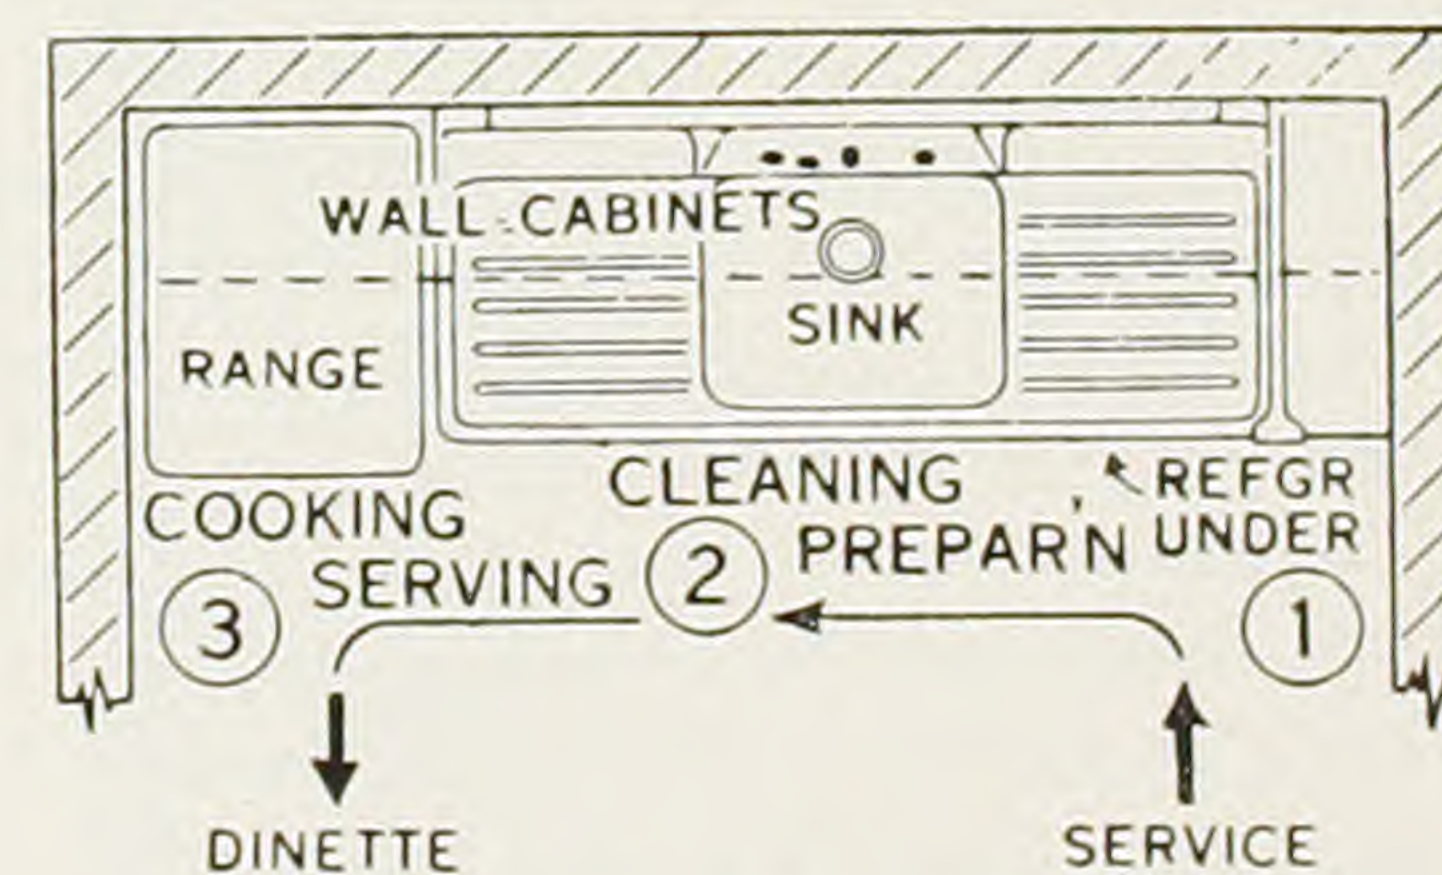 WALL CABINETS
SINK
RANGE
CLEANING
REFGR
UNDER
COOKING
PREPAR'N
SERVING
2
3
1
DINETTE
SERVICE